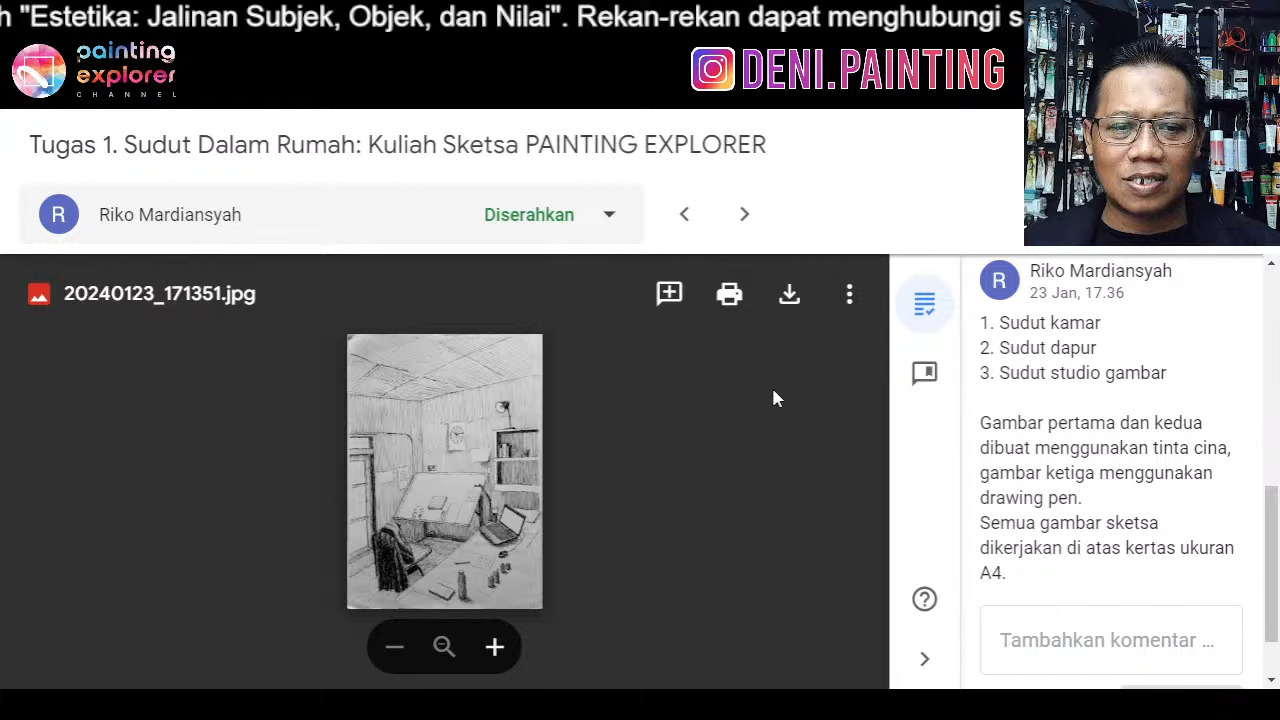 "Estetika: Jalinan Subjek, Objek, dan Nilai". Rekan-rekan dapat menghubungi
painting
explorer
CHANNEL
DENI.PAINTING
Tugas 1. Sudut Dalam Rumah: Kuliah Sketsa PAINTING EXPLORER
R
Riko Mardiansyah
Diserahkan
20240123_171351.jpg
R
Riko Mardiansyah
23 Jan, 17.36
1. Sudut kamar
2. Sudut dapur
3. Sudut studio gambar
Gambar pertama dan kedua
dibuat menggunakan tinta cina,
gambar ketiga menggunakan
drawing pen.
Semua gambar sketsa
dikerjakan di atas kertas ukuran
A4.
Tambahkan komentar ...